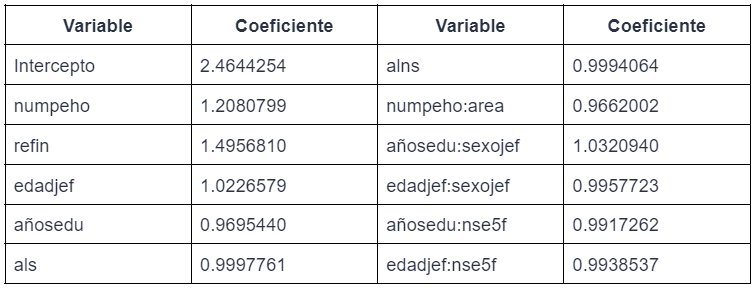 Variable Coeficiente Variable Coeficiente
Intercepto 2.4644254 alns 0.9994064
numpeho 1.2080799 numpeho:area 0.9662002
refin 1.4956810 añosedu:sexojef 1.0320940
edadjef 1.0226579 edadjef:sexojef 0.9957723
añosedu 0.9695440 añosedu:nse5f 0.9917262
als 0.9997761 edadjef:nse5f 0.9938537